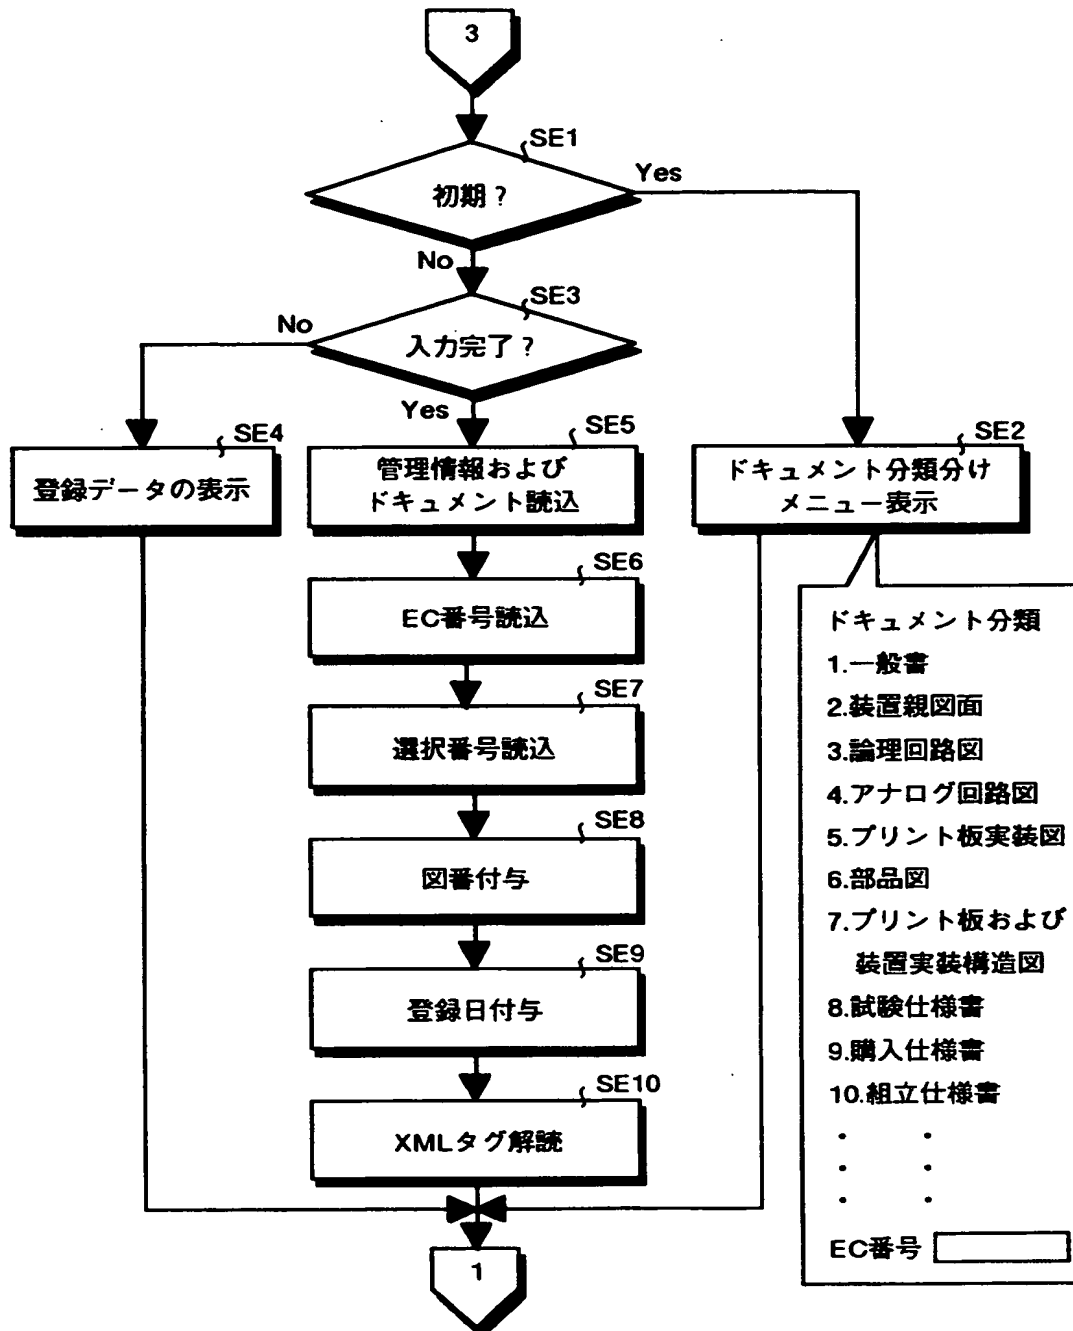 3
SE1
初期？
Yes
No
SE3
入力完了？
No
Yes
SE4
登録データの表示
SE5
管理情報および
ドキュメント読込
SE2
ドキュメント分類分け
メニュー表示
SE6
EC番号読込
SE7
選択番号読込
SE8
図番付与
SE9
登録日付与
SE10
XMLタグ解読
1
ドキュメント分類
1.一般書
2.装置親図面
3.論理回路図
4.アナログ回路図
5.プリント板実装図
6.部品図
7.プリント板および
装置実装構造図
8.試験仕様書
9.購入仕様書
10.組立仕様書
・　・
・　・
・　・
EC番号